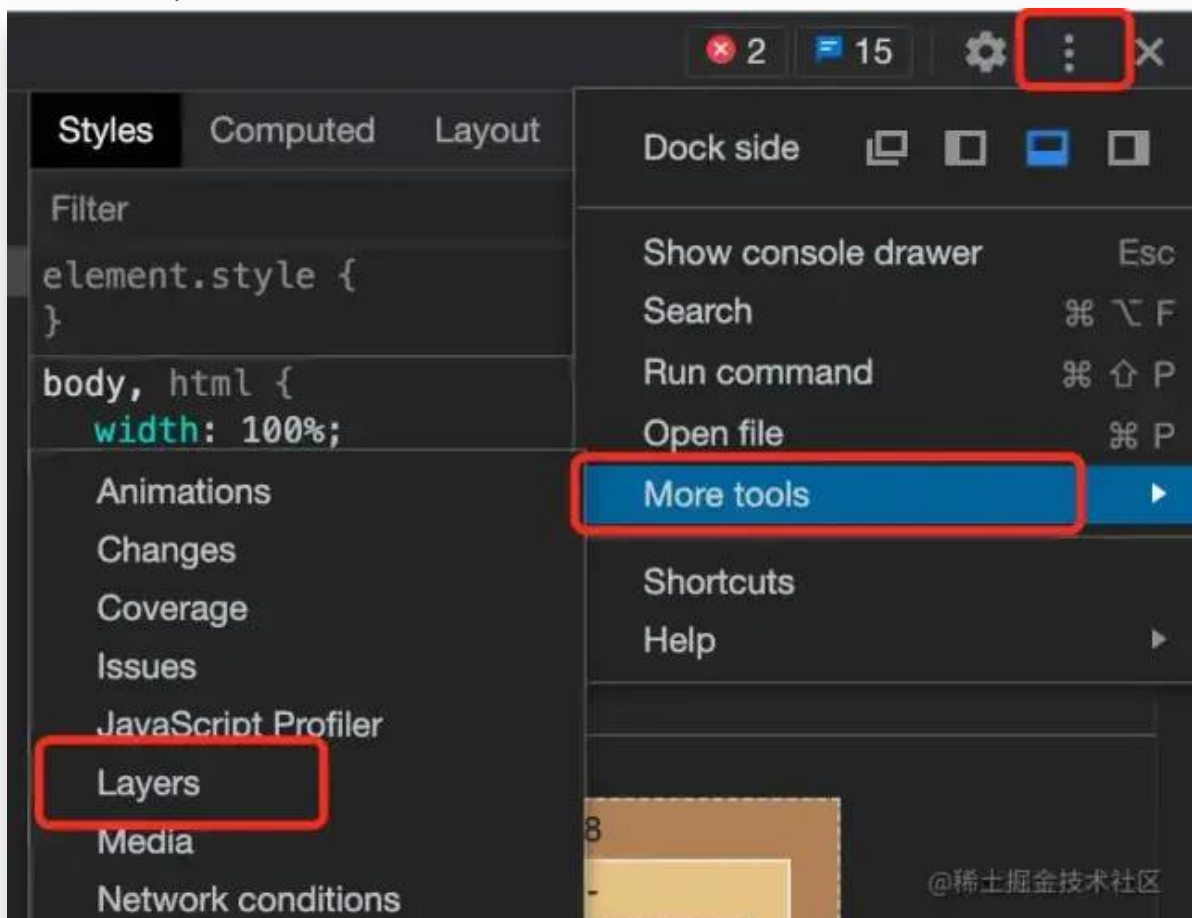 2 15
Styles Computed Layout
Filter
element.style {
}
body, html {
width: 100%;
Dock side
Show console drawer Esc
Search ⌘ ⌥ F
Run command ⌘ ⇧ P
Open file ⌘ P
More tools
Shortcuts
Help
Animations
Changes
Coverage
Issues
JavaScript Profiler
Layers
Media
Network conditions
8
-
@稀土掘金技术社区